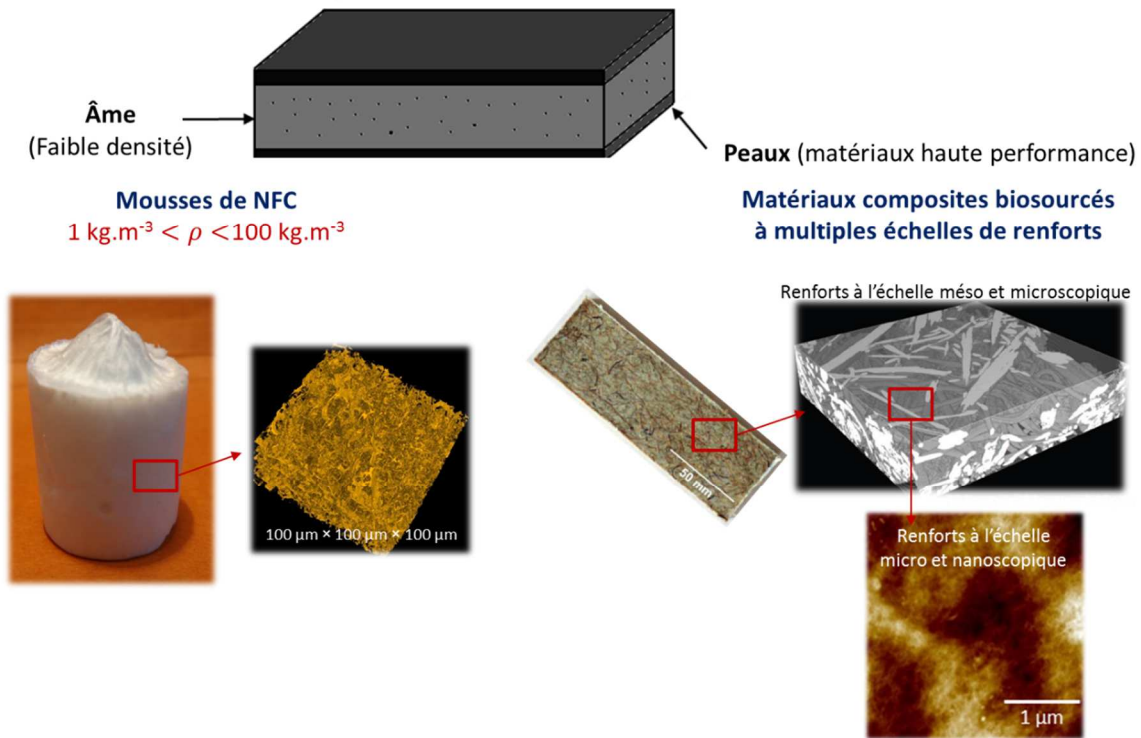 Âme
(Faible densité)
Peaux (matériaux haute performance)
Mousses de NFC
1 kg.m⁻³ < ρ <100 kg.m⁻³
Matériaux composites biosourcés
à multiples échelles de renforts
Renforts à l'échelle méso et microscopique
50 mm
100 µm × 100 µm × 100 µm
Renforts à l'échelle
micro et nanoscopique
1 µm